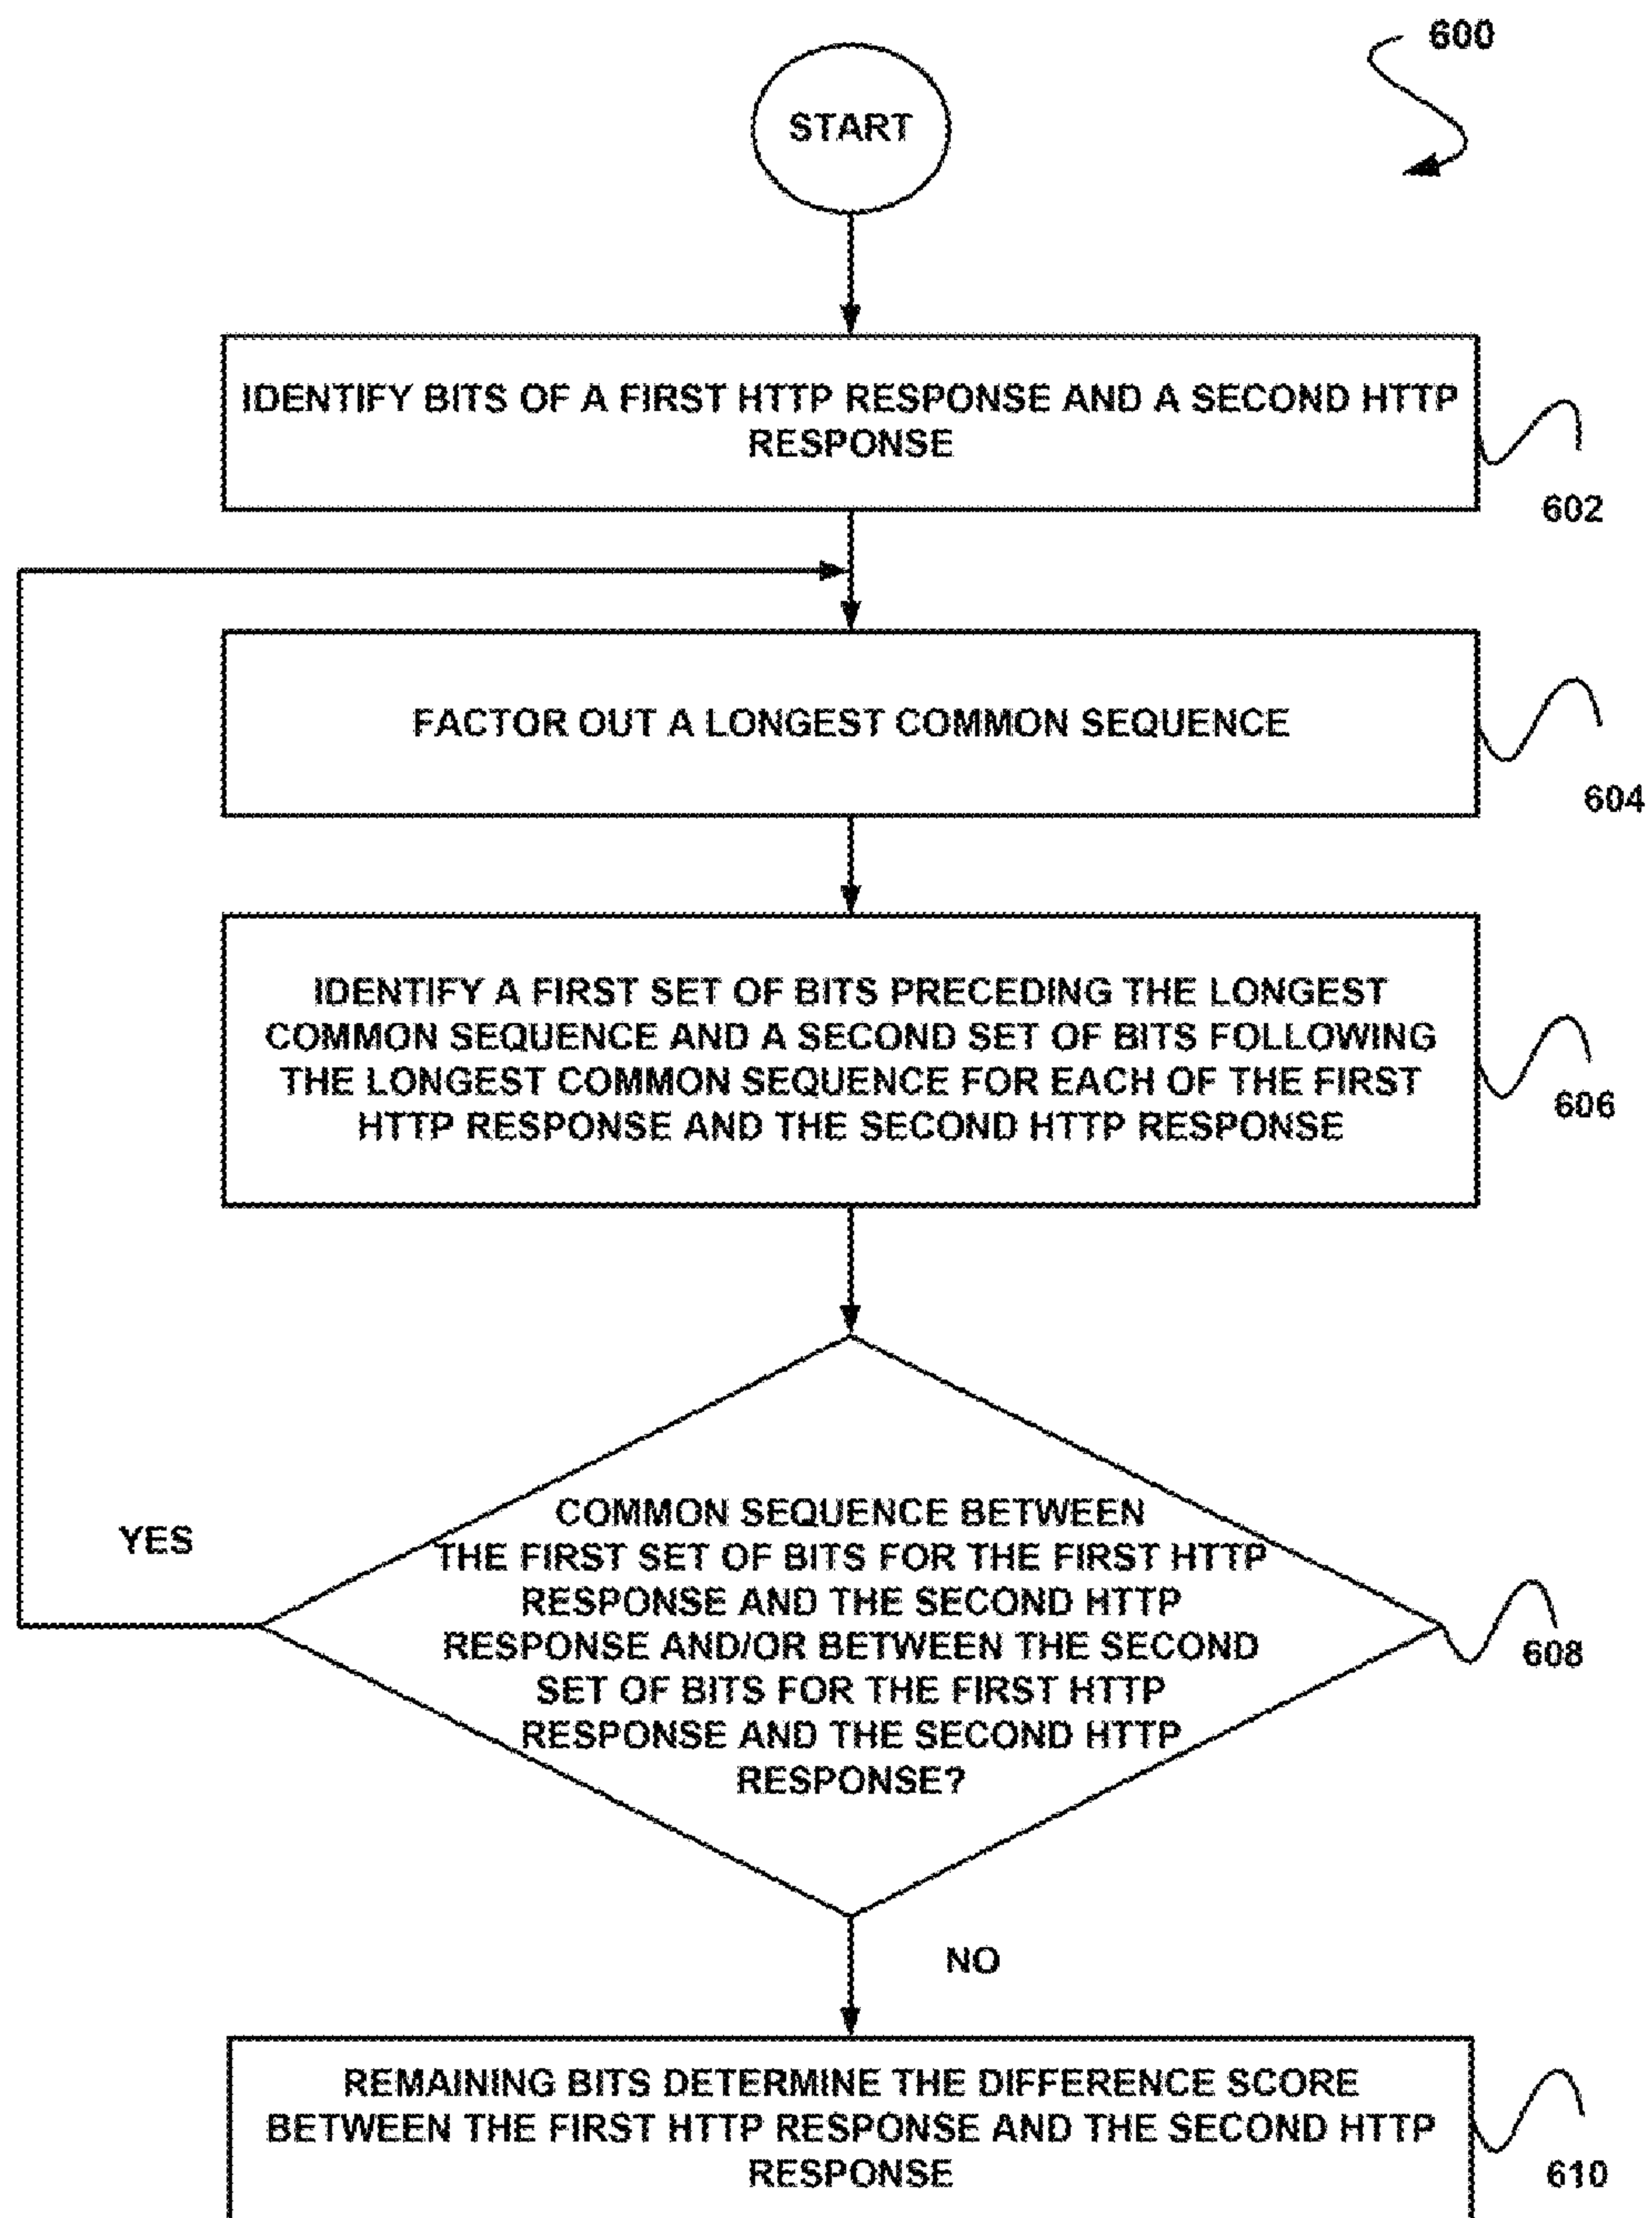 600
START
IDENTIFY BITS OF A FIRST HTTP RESPONSE AND A SECOND HTTP
RESPONSE
602
FACTOR OUT A LONGEST COMMON SEQUENCE
604
IDENTIFY A FIRST SET OF BITS PRECEDING THE LONGEST
COMMON SEQUENCE AND A SECOND SET OF BITS FOLLOWING
THE LONGEST COMMON SEQUENCE FOR EACH OF THE FIRST
HTTP RESPONSE AND THE SECOND HTTP RESPONSE
606
YES
COMMON SEQUENCE BETWEEN
THE FIRST SET OF BITS FOR THE FIRST HTTP
RESPONSE AND THE SECOND HTTP
RESPONSE AND/OR BETWEEN THE SECOND
SET OF BITS FOR THE FIRST HTTP
RESPONSE AND THE SECOND HTTP
RESPONSE?
608
NO
REMAINING BITS DETERMINE THE DIFFERENCE SCORE
BETWEEN THE FIRST HTTP RESPONSE AND THE SECOND HTTP
RESPONSE
610